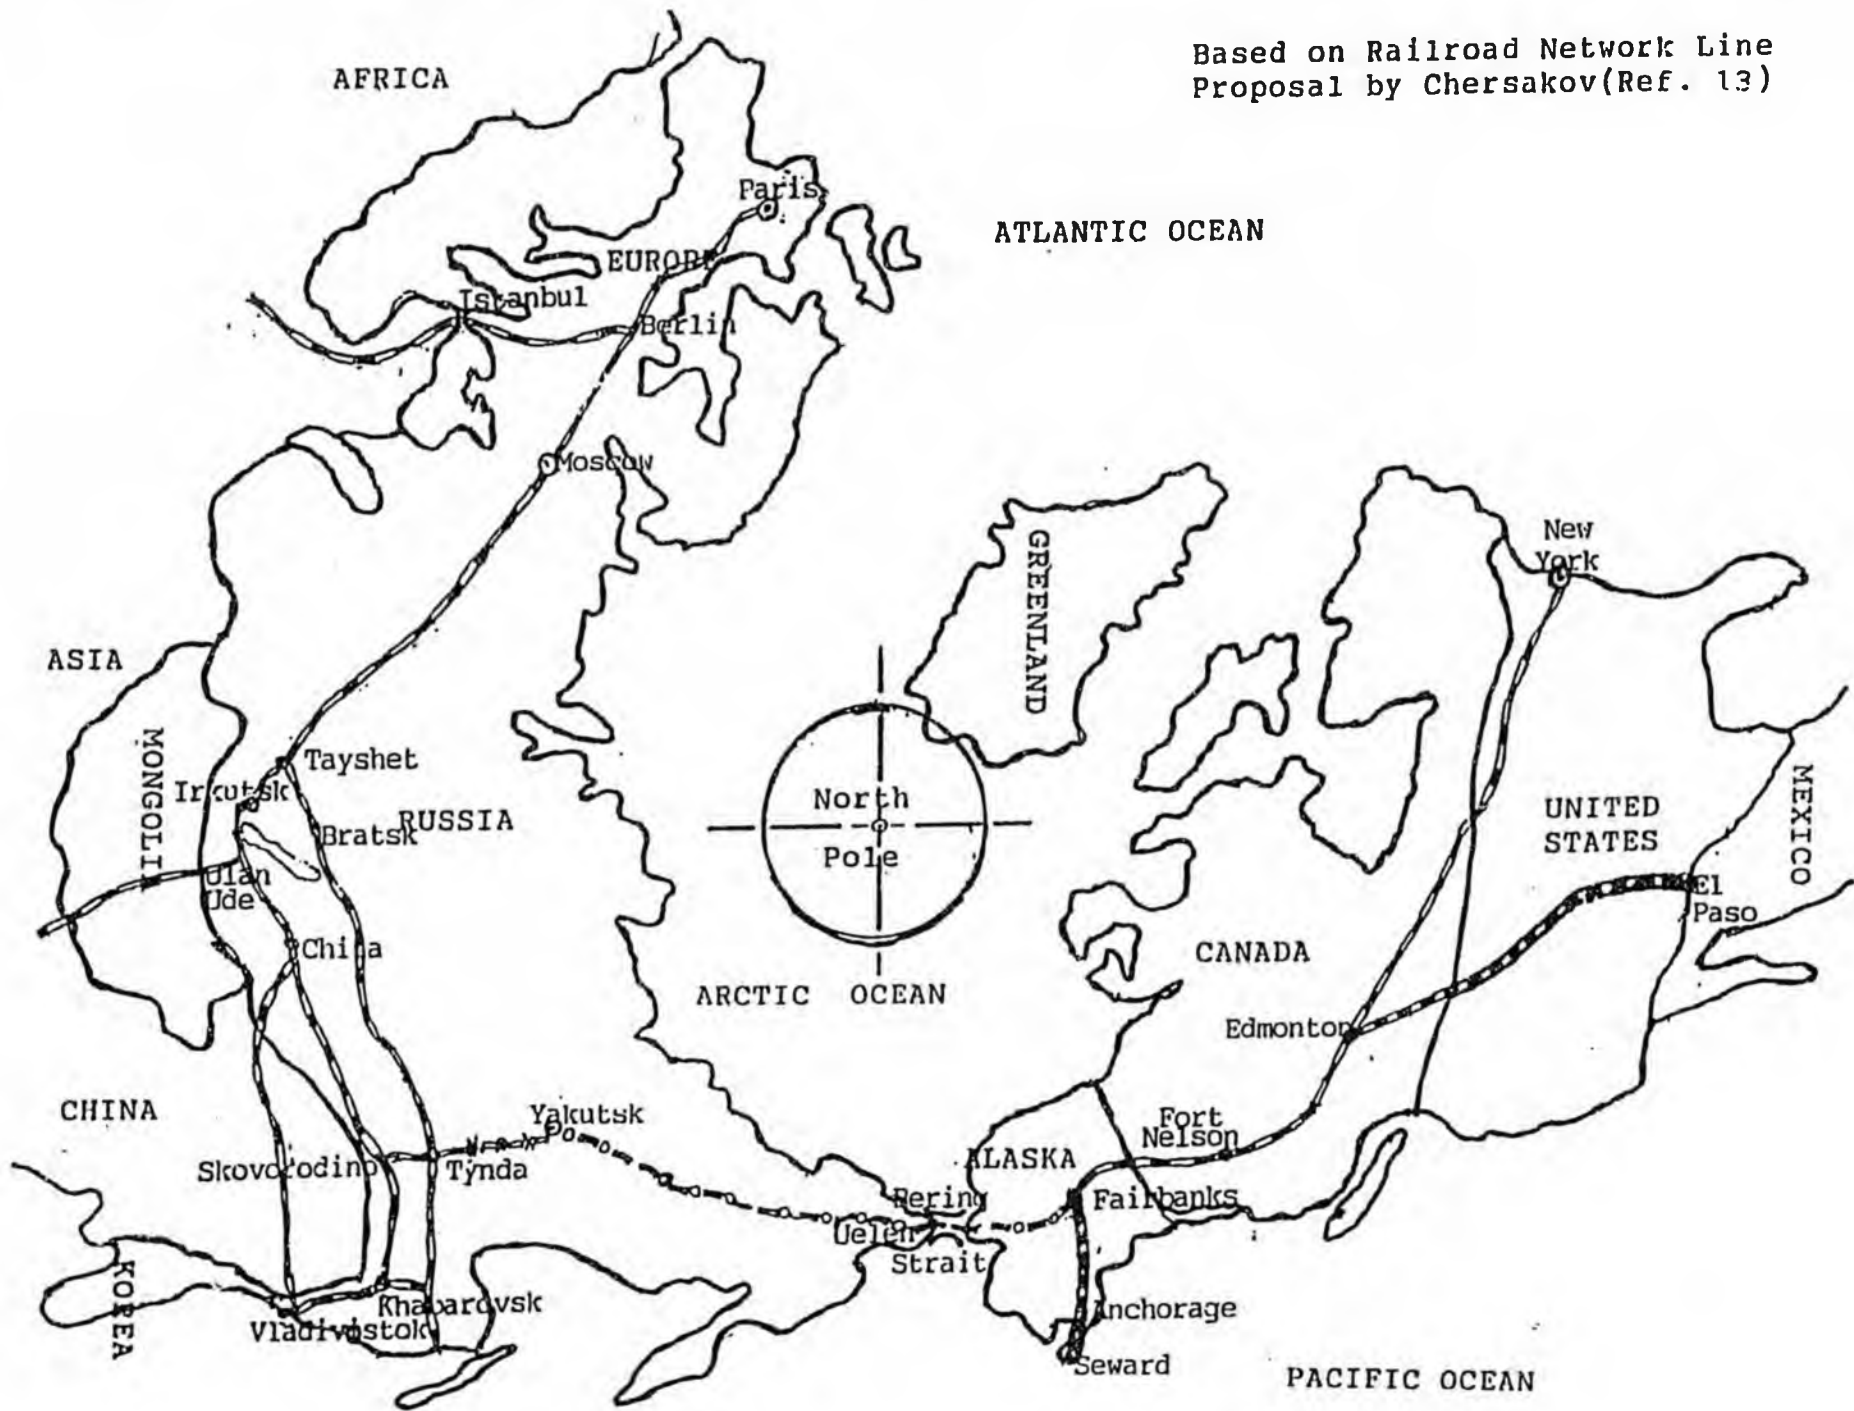 Based on Railroad Network Line
Proposal by Chersakov(Ref. 13)
AFRICA
Paris
ATLANTIC OCEAN
EUROPE
Istanbul
Berlin
Moscow
GREENLAND
New
York
ASIA
MONGOLIA
Tayshet
Irkutsk
Bratsk
RUSSIA
North
Pole
UNITED
STATES
MEXICO
Ulan
Ude
El
Paso
Chita
CANADA
ARCTIC OCEAN
Edmonton
CHINA
Yakutsk
Fort
Nelson
Skovorodino
Tynda
ALASKA
Bering
Strait
Fairbanks
Uelen
KOREA
Khabarovsk
Vladivostok
Anchorage
Seward
PACIFIC OCEAN